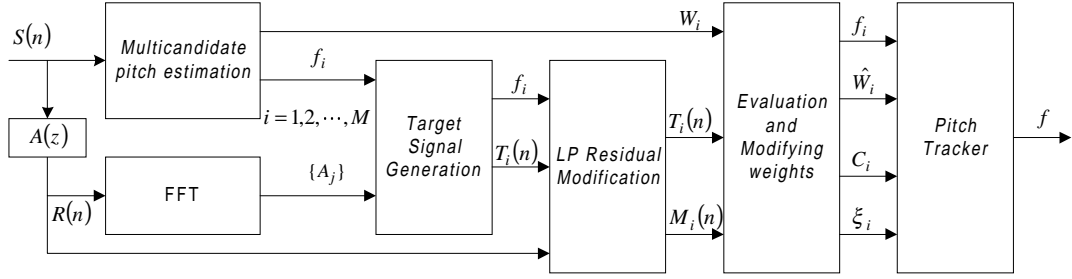 S(n)
Multicandidate
pitch estimation
W_i
f_i
i = 1,2, ⋯, M
A(z)
R(n)
FFT
{A_j}
Target
Signal
Generation
f_i
T_i(n)
LP Residual
Modification
T_i(n)
M_i(n)
Evaluation
and
Modifying
weights
f_i
Ŵ_i
C_i
ξ_i
Pitch
Tracker
f